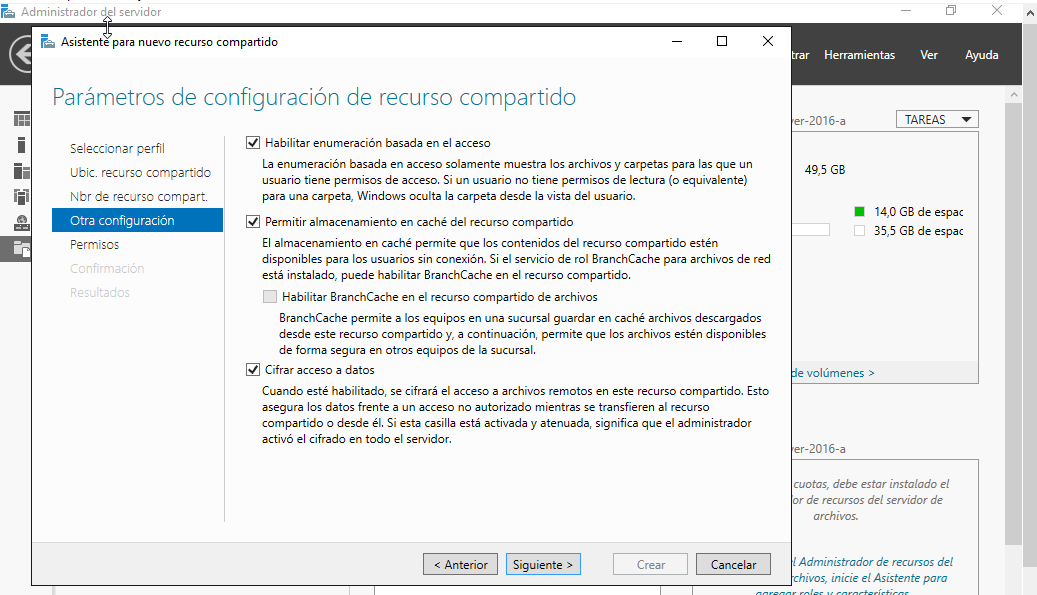 Administrador del servidor
Asistente para nuevo recurso compartido
trar
Herramientas
Ver
Ayuda
Parámetros de configuración de recurso compartido
Seleccionar perfil
Ubic. recurso compartido
Nbr de recurso compart.
Otra configuración
Permisos
Confirmación
Resultados
Habilitar enumeración basada en el acceso
La enumeración basada en acceso solamente muestra los archivos y carpetas para las que un
usuario tiene permisos de acceso. Si un usuario no tiene permisos de lectura (o equivalente)
para una carpeta, Windows oculta la carpeta desde la vista del usuario.
Permitir almacenamiento en caché del recurso compartido
El almacenamiento en caché permite que los contenidos del recurso compartido estén
disponibles para los usuarios sin conexión. Si el servicio de rol BranchCache para archivos de red
está instalado, puede habilitar BranchCache en el recurso compartido.
Habilitar BranchCache en el recurso compartido de archivos
BranchCache permite a los equipos en una sucursal guardar en caché archivos descargados
desde este recurso compartido y, a continuación, permite que los archivos estén disponibles
de forma segura en otros equipos de la sucursal.
Cifrar acceso a datos
Cuando esté habilitado, se cifrará el acceso a archivos remotos en este recurso compartido. Esto
asegura los datos frente a un acceso no autorizado mientras se transfieren al recurso
compartido o desde él. Si esta casilla está activada y atenuada, significa que el administrador
activó el cifrado en todo el servidor.
< Anterior
Siguiente >
Crear
Cancelar
ver-2016-a
TAREAS
49,5 GB
14,0 GB de espac
35,5 GB de espac
de volúmenes >
ver-2016-a
cuotas, debe estar instalado el
or de recursos del servidor de
archivos.
l Administrador de recursos del
rchivos, inicie el Asistente para
agregar roles y características.